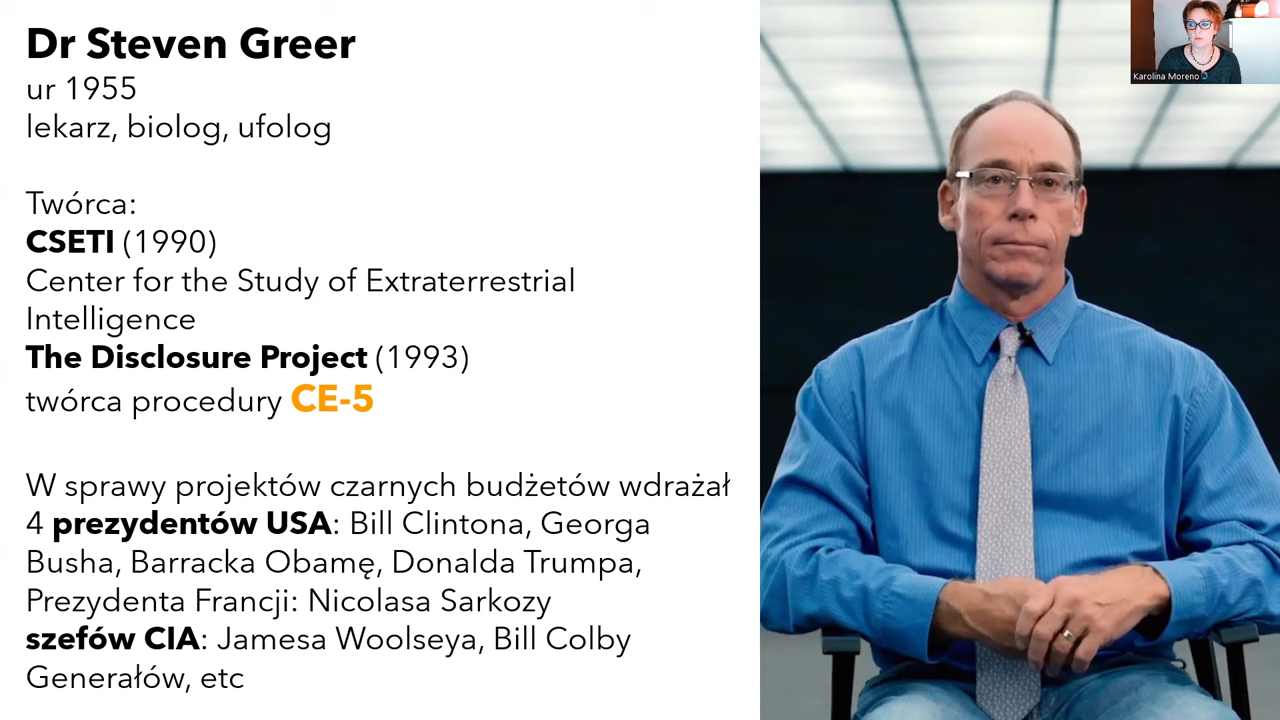 Dr Steven Greer
ur 1955
lekarz, biolog, ufolog
Twórca:
CSETI (1990)
Center for the Study of Extraterrestrial
Intelligence
The Disclosure Project (1993)
twórca procedury CE-5
W sprawy projektów czarnych budżetów wdrażał
4 prezydentów USA: Bill Clintona, Georga
Busha, Barracka Obamę, Donalda Trumpa,
Prezydenta Francji: Nicolasa Sarkozy
szefów CIA: Jamesa Woolseya, Bill Colby
Generałów, etc
Karolina Moreno